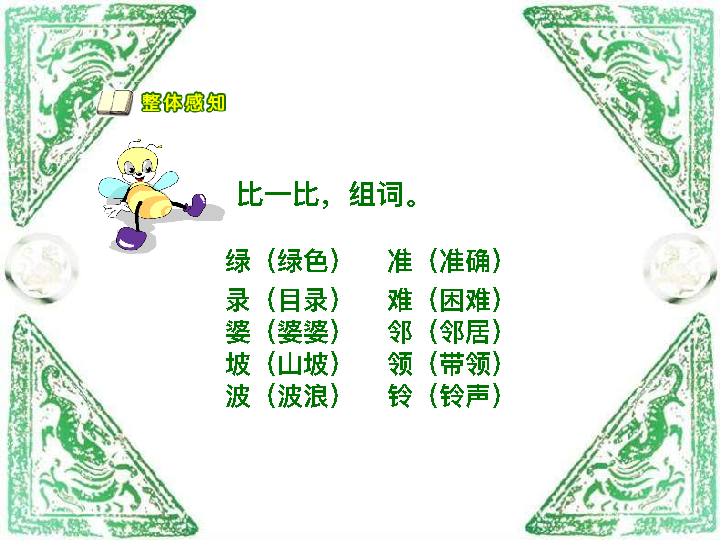 整体感知
比一比，组词。
绿（绿色） 准（准确）
录（目录） 难（困难）
婆（婆婆） 邻（邻居）
坡（山坡） 领（带领）
波（波浪） 铃（铃声）